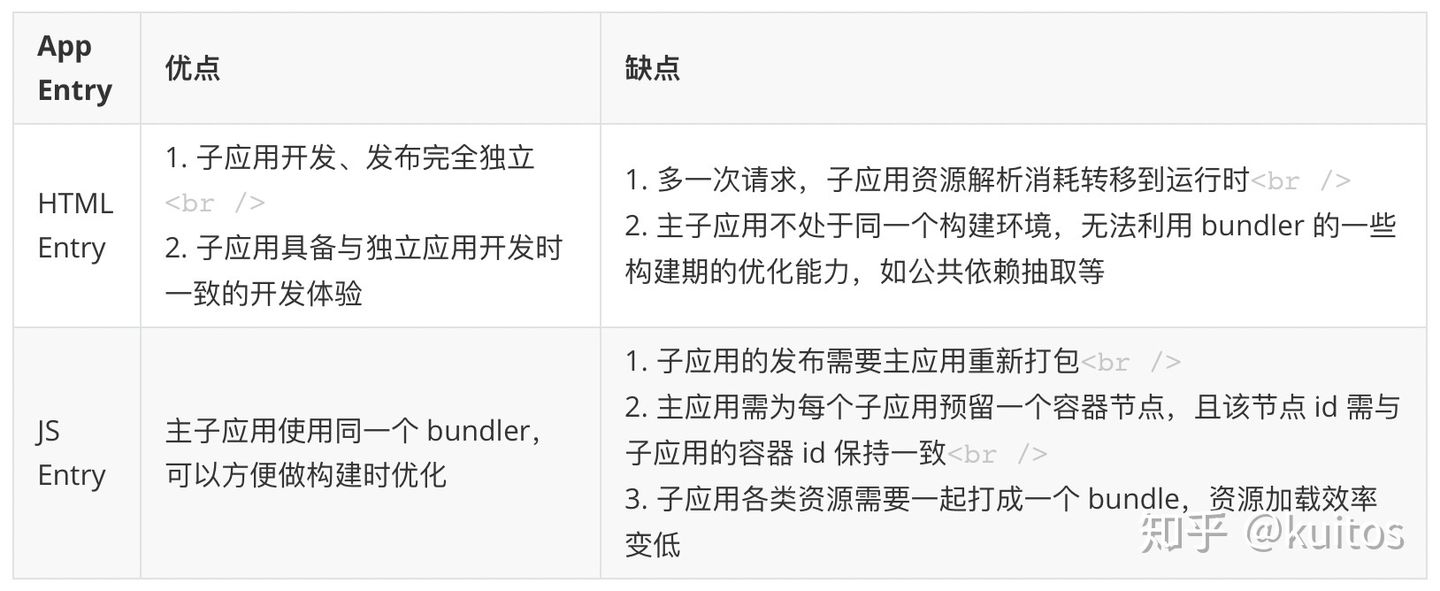 App
Entry
优点
缺点
HTML
Entry
1. 子应用开发、发布完全独立
<br />
2. 子应用具备与独立应用开发时
一致的开发体验
1. 多一次请求，子应用资源解析消耗转移到运行时<br />
2. 主子应用不处于同一个构建环境，无法利用 bundler 的一些
构建期的优化能力，如公共依赖抽取等
JS
Entry
主子应用使用同一个 bundler，
可以方便做构建时优化
1. 子应用的发布需要主应用重新打包<br />
2. 主应用需为每个子应用预留一个容器节点，且该节点 id 需与
子应用的容器 id 保持一致<br />
3. 子应用各类资源需要一起打成一个 bundle，资源加载效率
变低
知乎 @kuitos